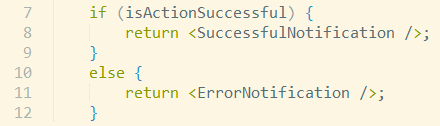 7 if (isActionSuccessful) {
8 return <SuccessfulNotification />;
9 }
10 else {
11 return <ErrorNotification />;
12 }